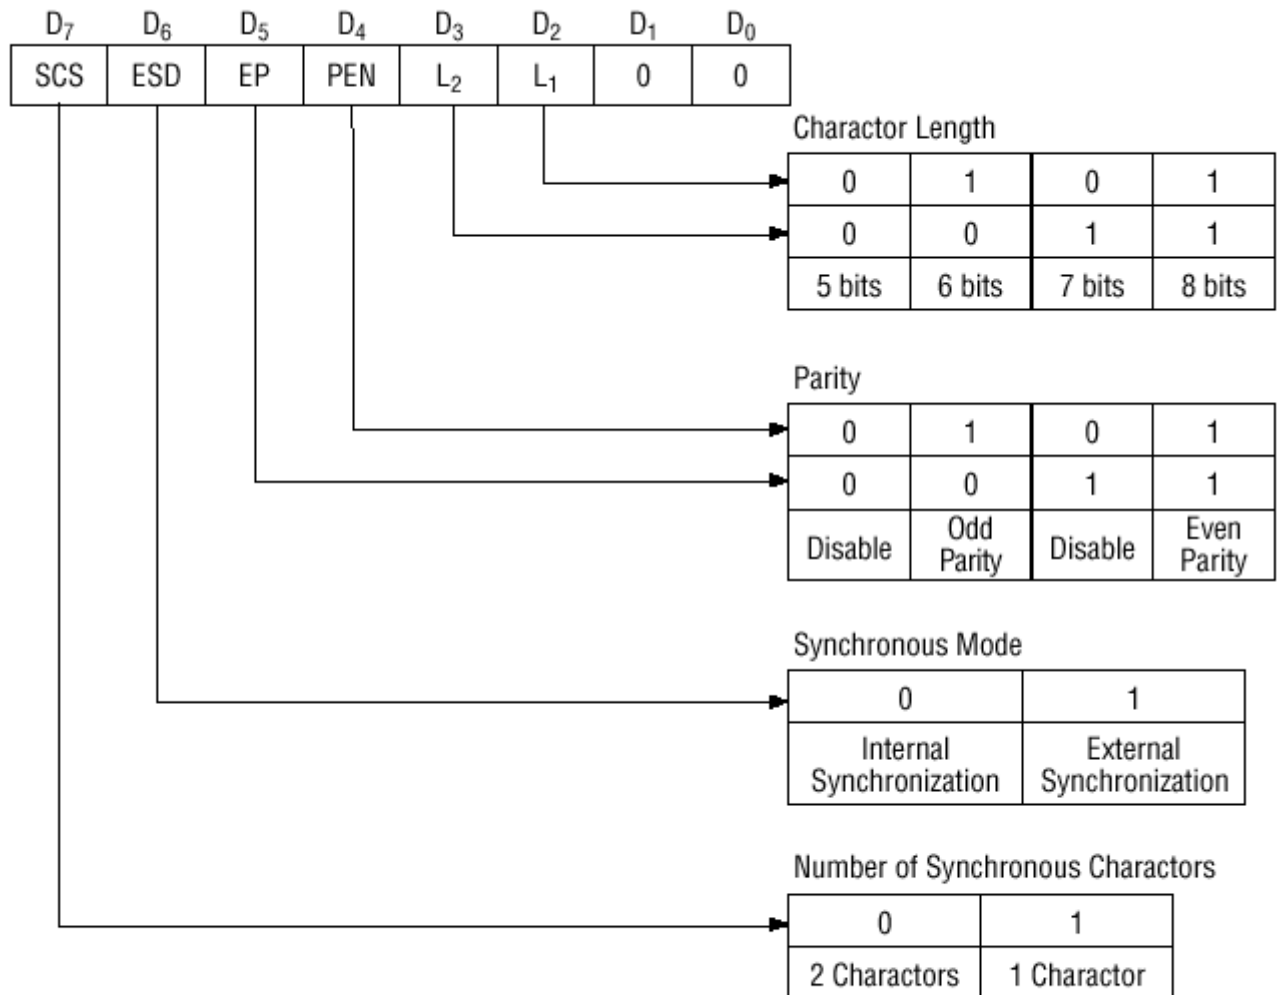 D₇ D₆ D₅ D₄ D₃ D₂ D₁ D₀
SCS ESD EP PEN L₂ L₁ 0 0
Charactor Length
0 1 0 1
0 0 1 1
5 bits 6 bits 7 bits 8 bits
Parity
0 1 0 1
0 0 1 1
Disable Odd Parity Disable Even Parity
Synchronous Mode
0 1
Internal Synchronization External Synchronization
Number of Synchronous Charactors
0 1
2 Charactors 1 Charactor